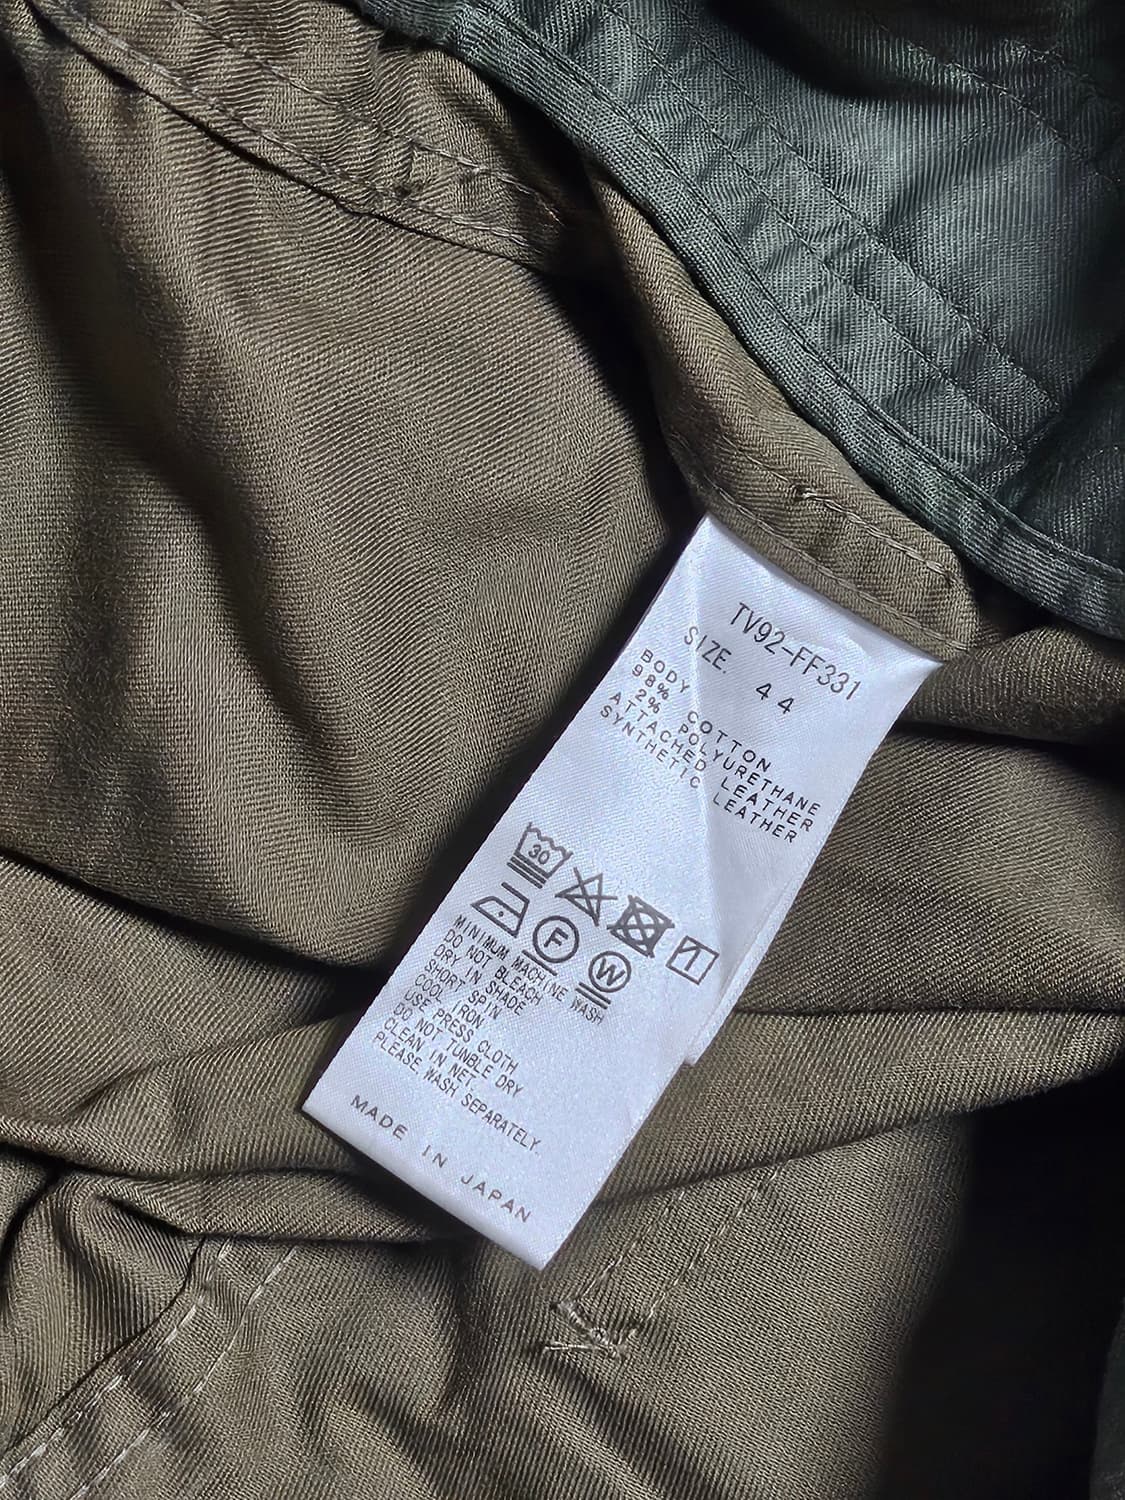 TV92-FF331
SIZE. 44
BODY
98% COTTON
2% POLYURETHANE
ATTACHED LEATHER
SYNTHETIC LEATHER
30
F W 1
MINIMUM MACHINE WASH
DO NOT BLEACH
DRY IN SHADE
SHORT SPIN
COOL IRON
USE PRESS CLOTH
DO NOT TUNBLE DRY
CLEAN IN NET.
PLEASE WASH SEPARATELY.
MADE IN JAPAN